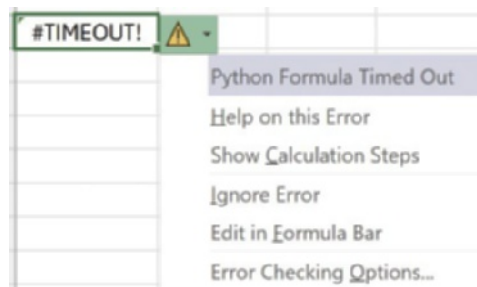 #TIMEOUT!
Python Formula Timed Out
Help on this Error
Show Calculation Steps
Ignore Error
Edit in Formula Bar
Error Checking Options...